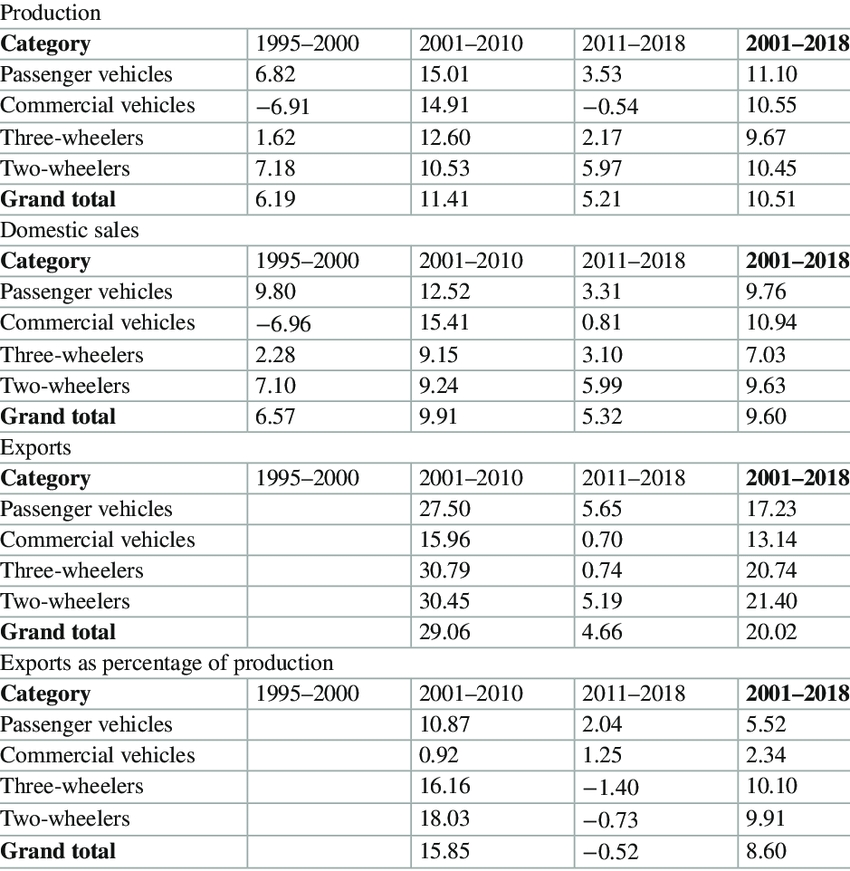 Production
Category 1995–2000 2001–2010 2011–2018 2001–2018
Passenger vehicles 6.82 15.01 3.53 11.10
Commercial vehicles −6.91 14.91 −0.54 10.55
Three-wheelers 1.62 12.60 2.17 9.67
Two-wheelers 7.18 10.53 5.97 10.45
Grand total 6.19 11.41 5.21 10.51
Domestic sales
Category 1995–2000 2001–2010 2011–2018 2001–2018
Passenger vehicles 9.80 12.52 3.31 9.76
Commercial vehicles −6.96 15.41 0.81 10.94
Three-wheelers 2.28 9.15 3.10 7.03
Two-wheelers 7.10 9.24 5.99 9.63
Grand total 6.57 9.91 5.32 9.60
Exports
Category 1995–2000 2001–2010 2011–2018 2001–2018
Passenger vehicles 27.50 5.65 17.23
Commercial vehicles 15.96 0.70 13.14
Three-wheelers 30.79 0.74 20.74
Two-wheelers 30.45 5.19 21.40
Grand total 29.06 4.66 20.02
Exports as percentage of production
Category 1995–2000 2001–2010 2011–2018 2001–2018
Passenger vehicles 10.87 2.04 5.52
Commercial vehicles 0.92 1.25 2.34
Three-wheelers 16.16 −1.40 10.10
Two-wheelers 18.03 −0.73 9.91
Grand total 15.85 −0.52 8.60